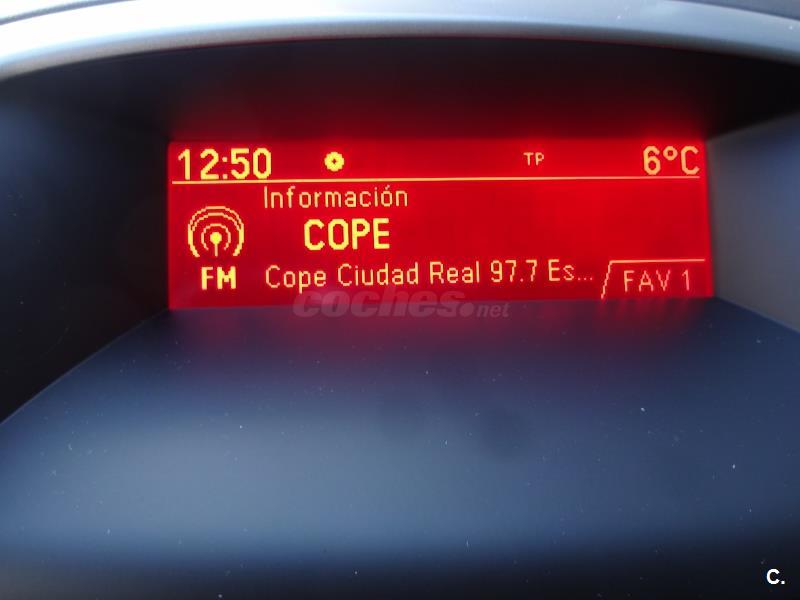 12:50 TP 6°C
Información
COPE
FM Cope Ciudad Real 97.7 Es... FAV 1
coches.net
C.